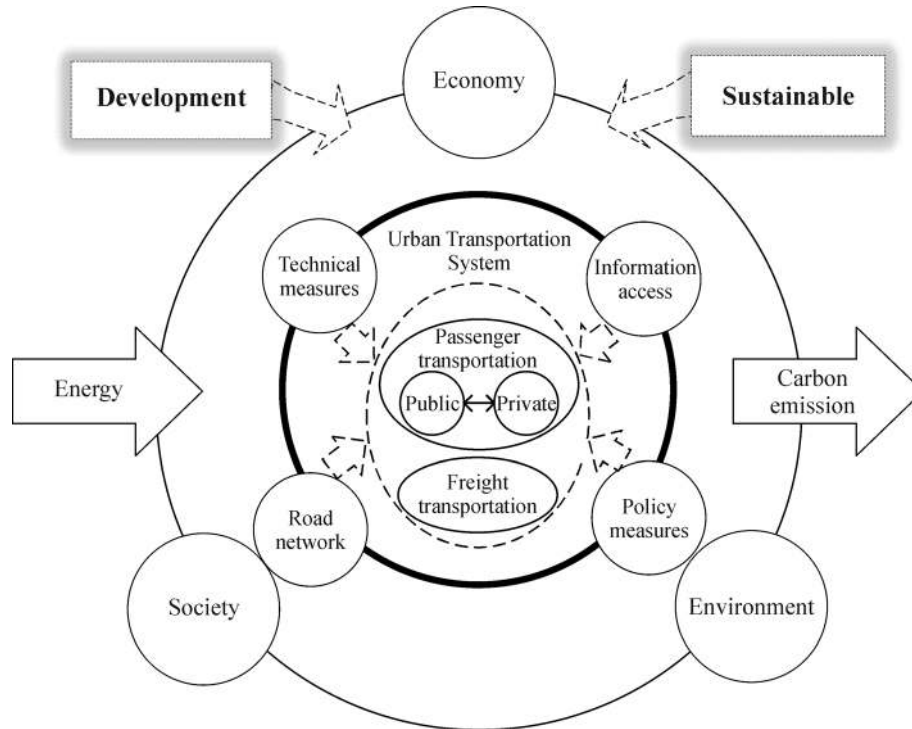 Economy
Development
Sustainable
Urban Transportation
System
Technical
measures
Information
access
Passenger
transportation
Public
Private
Energy
Carbon
emission
Freight
transportation
Road
network
Policy
measures
Society
Environment